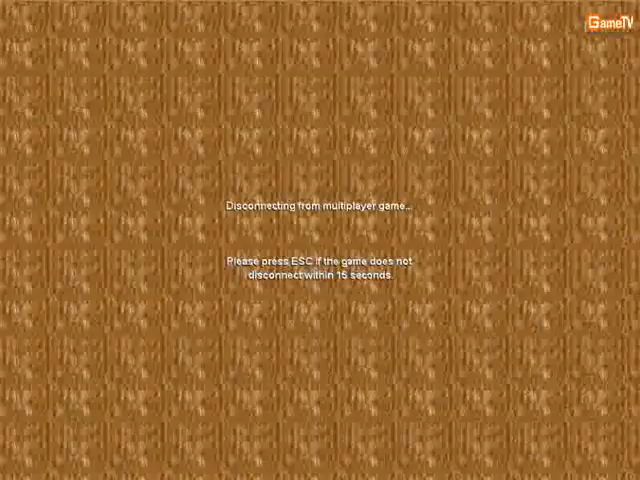 GameTV
Disconnecting from multiplayer game...
Please press ESC if the game does not
disconnect within 15 seconds.